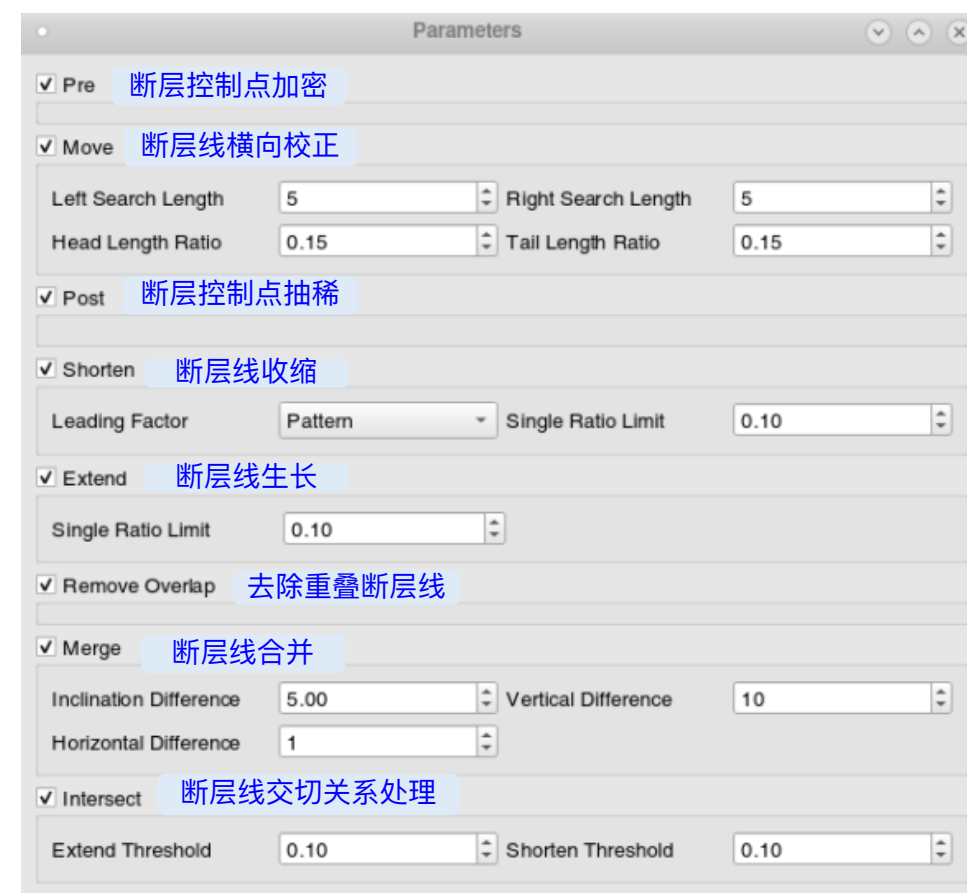 Parameters
Pre 断层控制点加密
Move 断层线横向校正
Left Search Length 5 Right Search Length 5
Head Length Ratio 0.15 Tail Length Ratio 0.15
Post 断层控制点抽稀
Shorten 断层线收缩
Leading Factor Pattern Single Ratio Limit 0.10
Extend 断层线生长
Single Ratio Limit 0.10
Remove Overlap 去除重叠断层线
Merge 断层线合并
Inclination Difference 5.00 Vertical Difference 10
Horizontal Difference 1
Intersect 断层线交切关系处理
Extend Threshold 0.10 Shorten Threshold 0.10